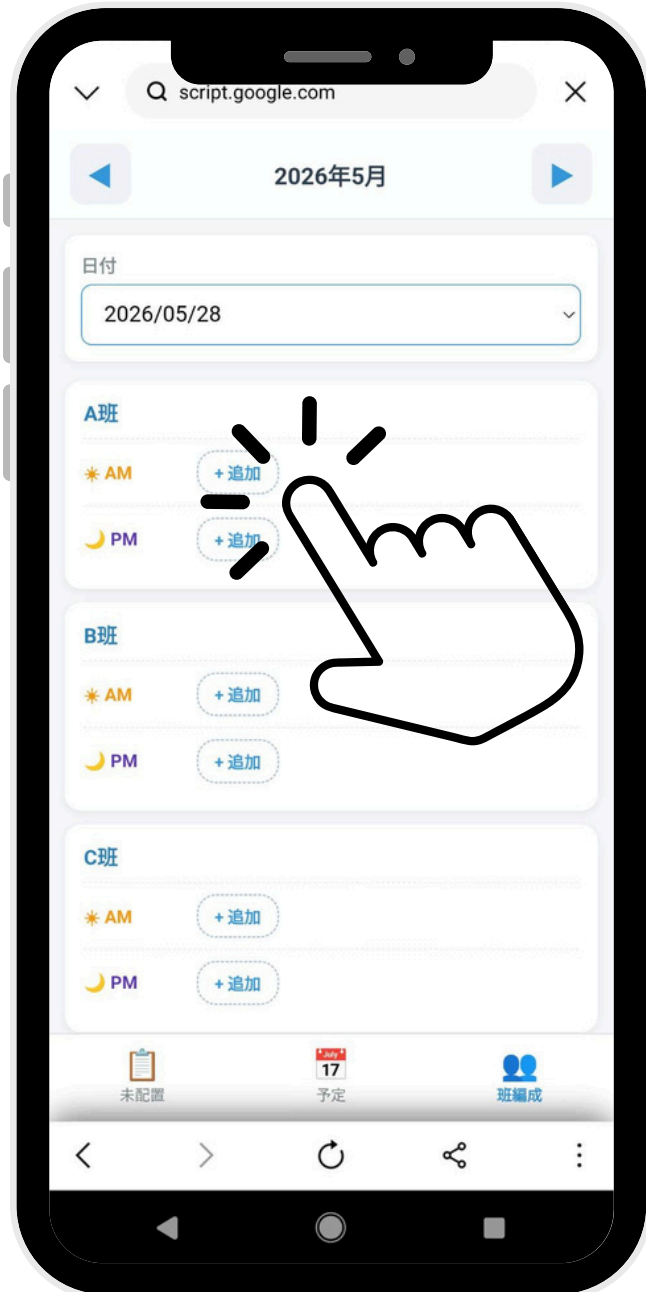 script.google.com
2026年5月
日付
2026/05/28
A班
AM
+ 追加
PM
+ 追加
B班
AM
+ 追加
PM
+ 追加
C班
AM
+ 追加
PM
+ 追加
July
17
未配置
予定
班編成